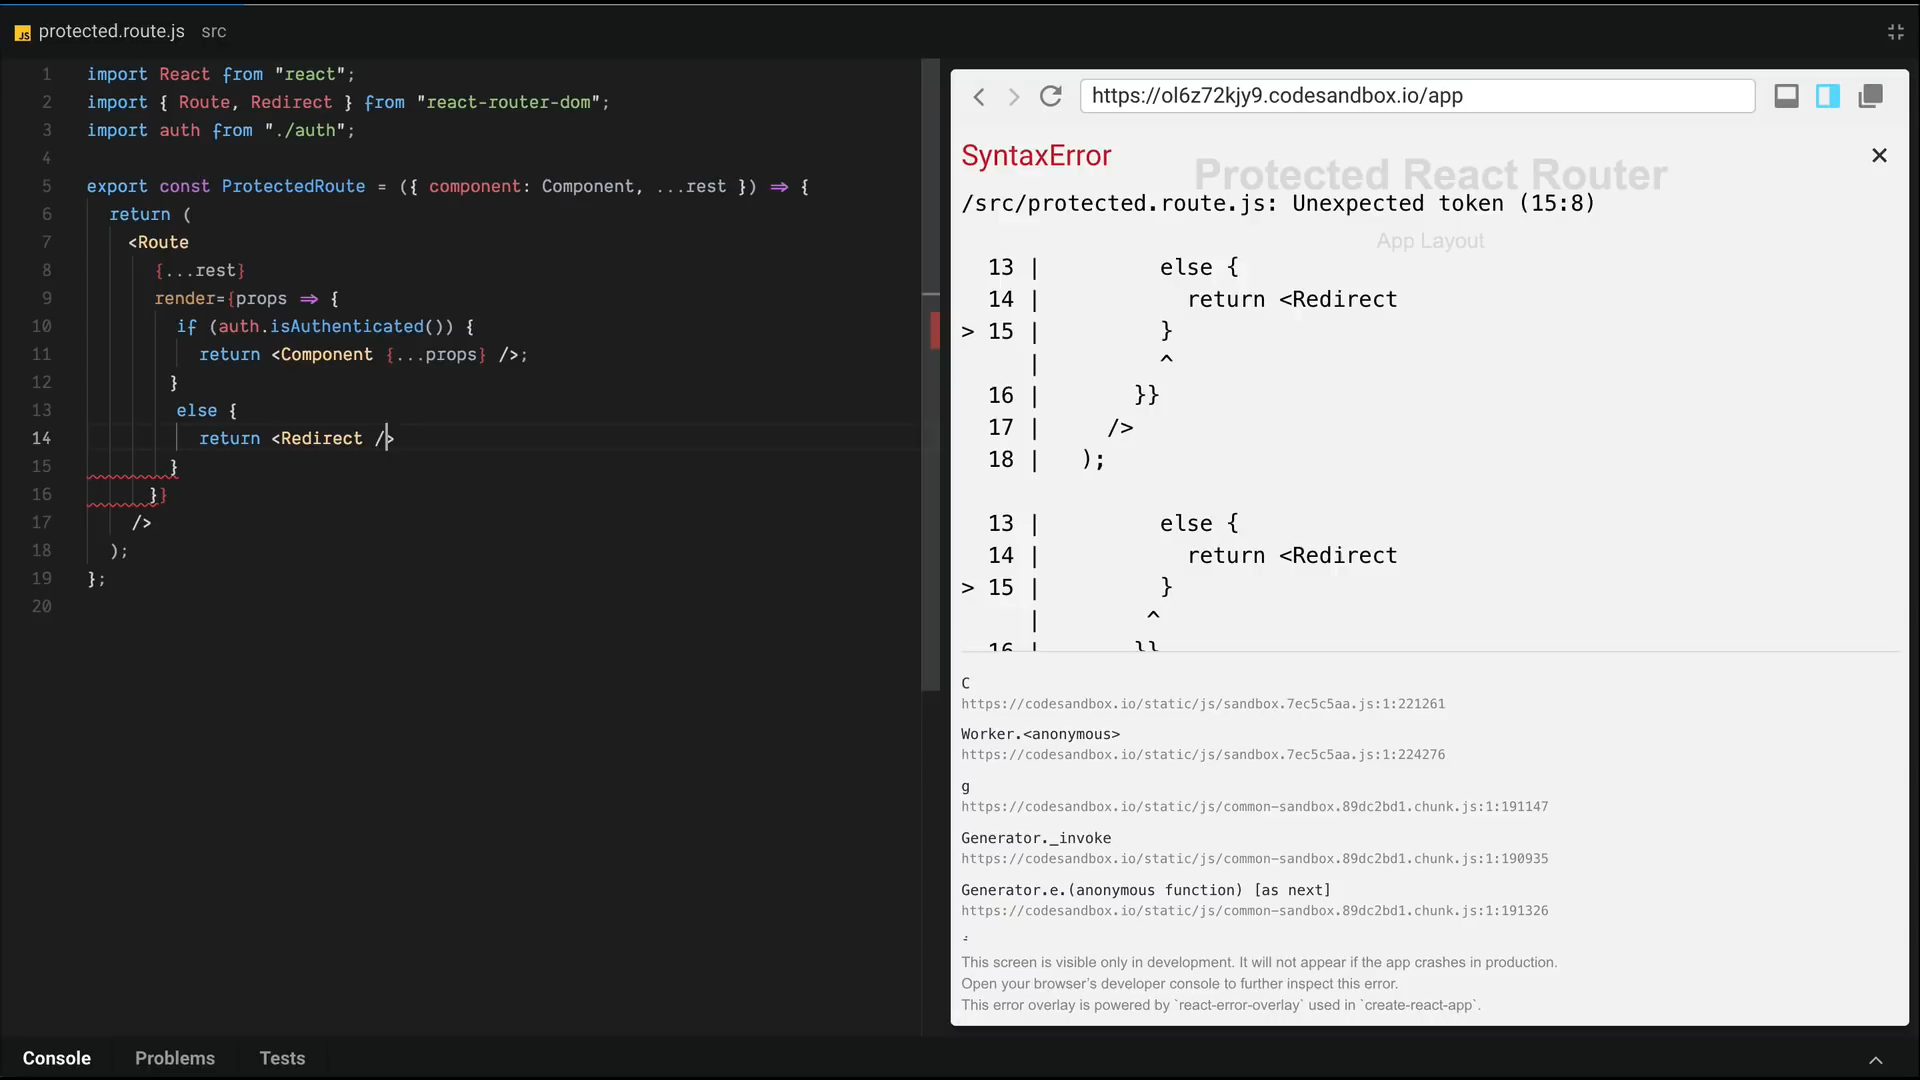 JS protected.route.js src
1 import React from "react";
2 import { Route, Redirect } from "react-router-dom";
3 import auth from "./auth";
4
5 export const ProtectedRoute = ({ component: Component, ...rest }) => {
6 return (
7 <Route
8 {...rest}
9 render={props => {
10 if (auth.isAuthenticated()) {
11 return <Component {...props} />;
12 }
13 else {
14 return <Redirect />
15 }
16 }}
17 />
18 );
19 };
20
https://ol6z72kjy9.codesandbox.io/app
Protected React Router
App Layout
SyntaxError
/src/protected.route.js: Unexpected token (15:8)
13 | else {
14 | return <Redirect
> 15 | }
| ^
16 | }}
17 | />
18 | );
13 | else {
14 | return <Redirect
> 15 | }
| ^
16 | }}
C
https://codesandbox.io/static/js/sandbox.7ec5c5aa.js:1:221261
Worker.<anonymous>
https://codesandbox.io/static/js/sandbox.7ec5c5aa.js:1:224276
g
https://codesandbox.io/static/js/common-sandbox.89dc2bd1.chunk.js:1:191147
Generator._invoke
https://codesandbox.io/static/js/common-sandbox.89dc2bd1.chunk.js:1:190935
Generator.e.(anonymous function) [as next]
https://codesandbox.io/static/js/common-sandbox.89dc2bd1.chunk.js:1:191326
This screen is visible only in development. It will not appear if the app crashes in production.
Open your browser’s developer console to further inspect this error.
This error overlay is powered by `react-error-overlay` used in `create-react-app`.
Console Problems Tests